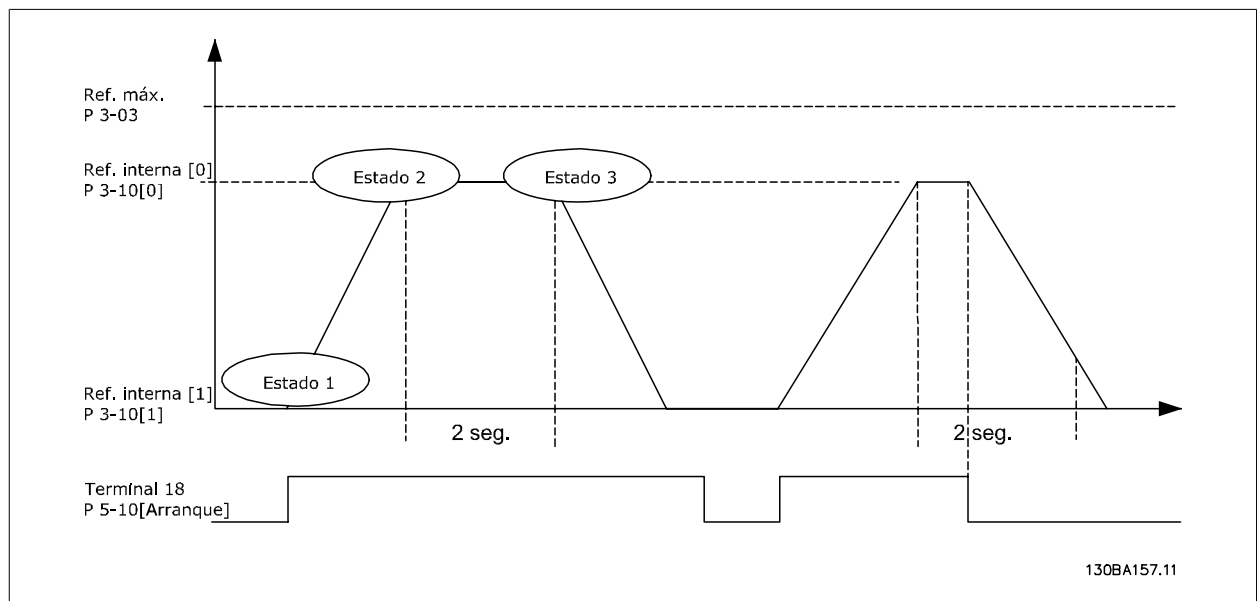 Ref. máx.
P 3-03
Ref. interna [0]
P 3-10[0]
Estado 2
Estado 3
Estado 1
Ref. interna [1]
P 3-10[1]
2 seg.
2 seg.
Termínal 18
P 5-10[Arranque]
130BA157.11